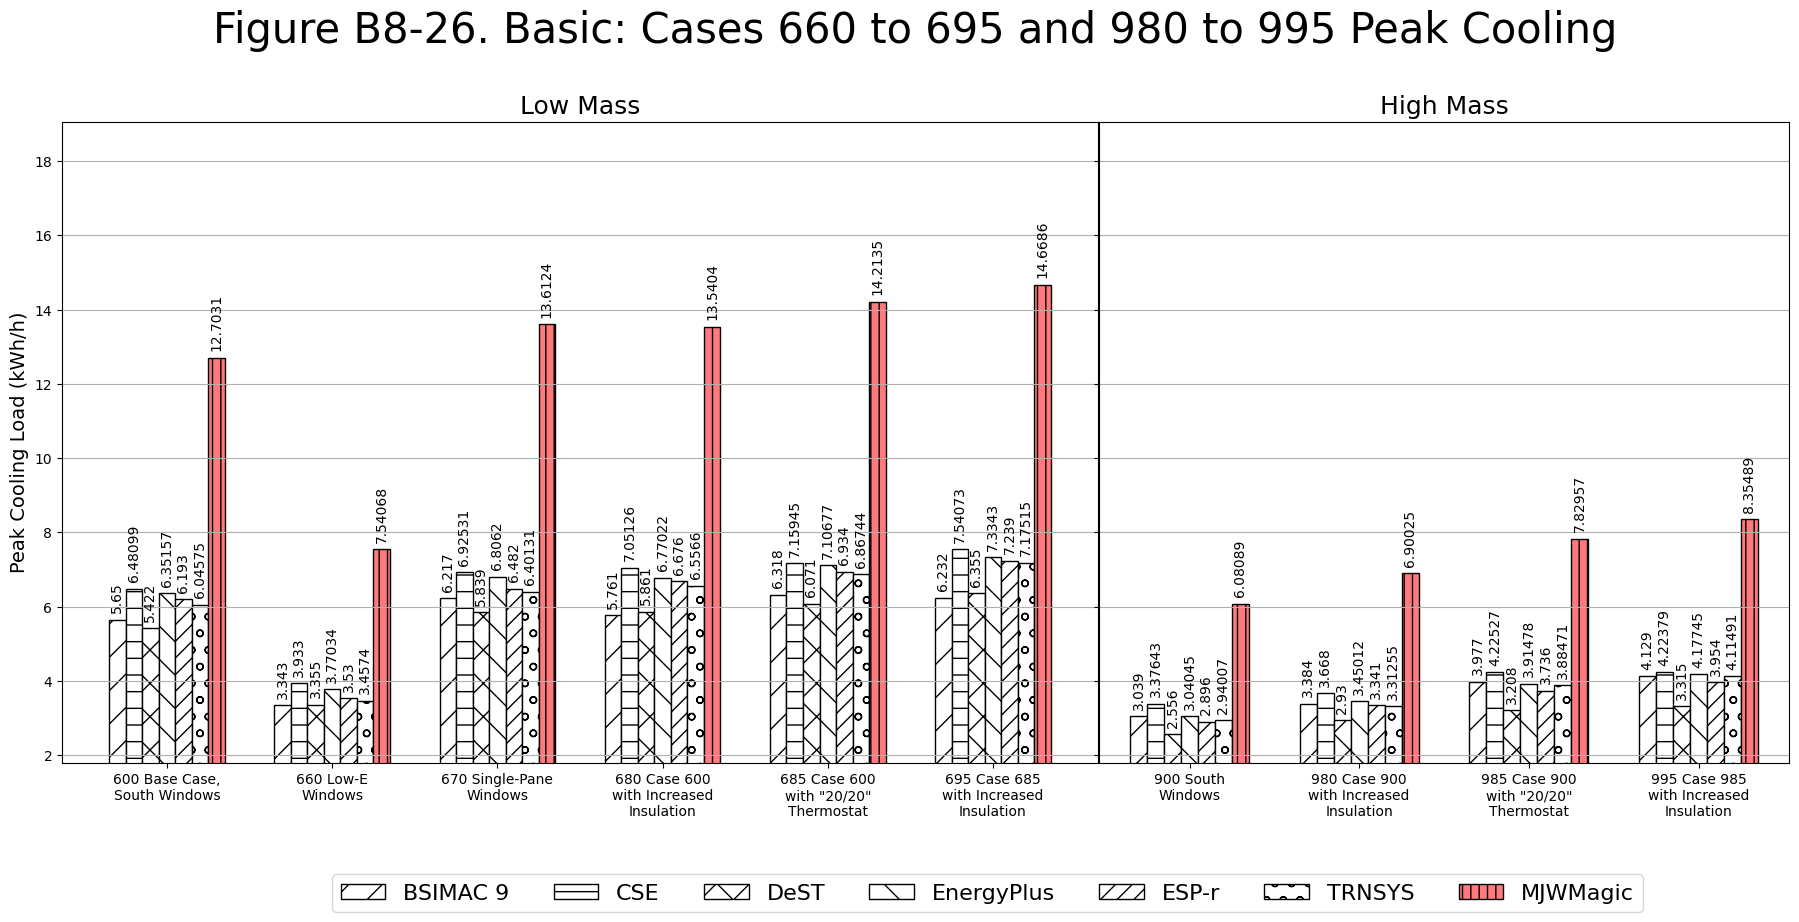 Figure B8-26. Basic: Cases 660 to 695 and 980 to 995 Peak Cooling
Low Mass
High Mass
Peak Cooling Load (kWh/h)
18
16
14
12
10
8
6
4
2
5.65
6.48099
5.422
6.35157
6.193
6.04575
12.7031
3.343
3.933
3.355
3.77034
3.53
3.4574
7.54068
6.217
6.92531
5.839
6.8062
6.482
6.40131
13.6124
5.761
7.05126
5.861
6.77022
6.676
6.5566
13.5404
6.318
7.15945
6.071
7.10677
6.934
6.86744
14.2135
6.232
7.54073
6.355
7.3343
7.239
7.17515
14.6686
3.039
3.37643
2.556
3.04045
2.896
2.94007
6.08089
3.384
3.668
2.93
3.45012
3.341
3.31255
6.90025
3.977
4.22527
3.208
3.91478
3.736
3.88471
7.82957
4.129
4.22379
3.315
4.17745
3.954
4.11491
8.35489
600 Base Case,
South Windows
660 Low-E
Windows
670 Single-Pane
Windows
680 Case 600
with Increased
Insulation
685 Case 600
with "20/20"
Thermostat
695 Case 685
with Increased
Insulation
900 South
Windows
980 Case 900
with Increased
Insulation
985 Case 900
with "20/20"
Thermostat
995 Case 985
with Increased
Insulation
BSIMAC 9
CSE
DeST
EnergyPlus
ESP-r
TRNSYS
MJWMagic